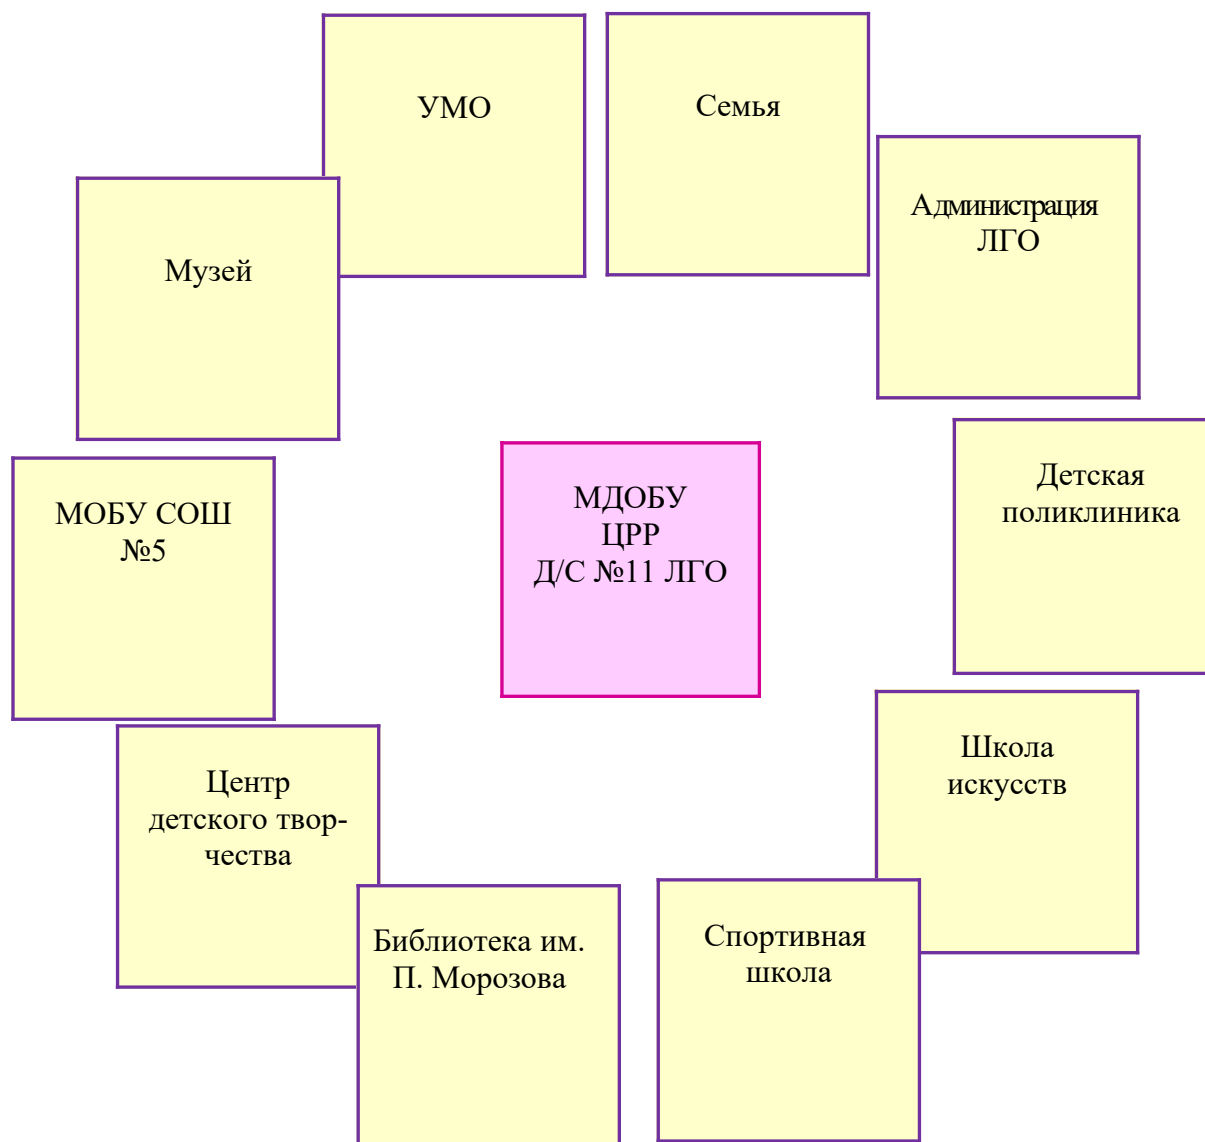 УМО
Семья
Администрация
ЛГО
Музей
Детская
поликлиника
МОБУ СОШ
№5
МДОБУ
ЦРР
Д/С №11 ЛГО
Школа
искусств
Центр
детского твор-
чества
Библиотека им.
П. Морозова
Спортивная
школа